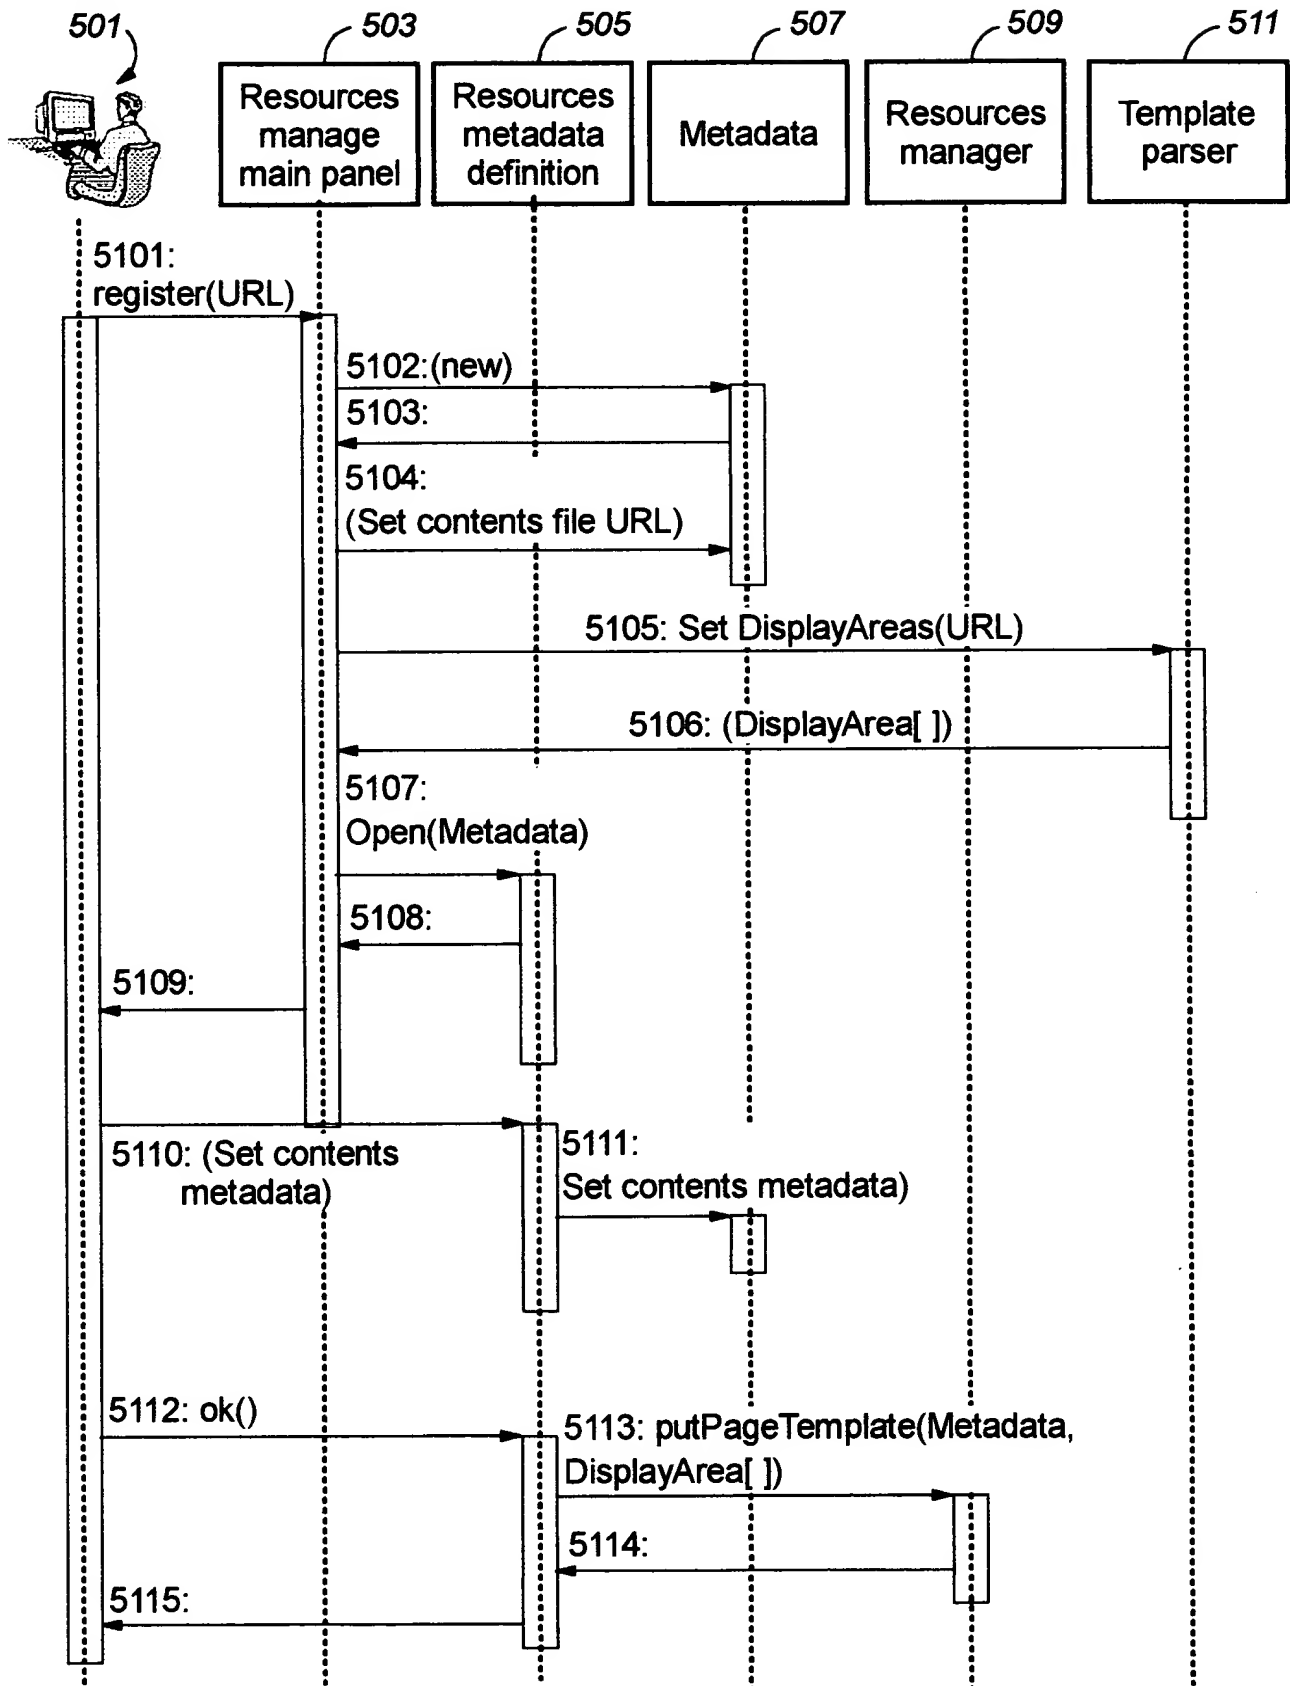 501
503
505
507
509
511
Resources
manage
main panel
Resources
metadata
definition
Metadata
Resources
manager
Template
parser
5101:
register(URL)
5102:(new)
5103:
5104:
(Set contents file URL)
5105: Set DisplayAreas(URL)
5106: (DisplayArea[ ])
5107:
Open(Metadata)
5108:
5109:
5110: (Set contents
metadata)
5111:
Set contents metadata)
5112: ok()
5113: putPageTemplate(Metadata,
DisplayArea[ ])
5114:
5115: